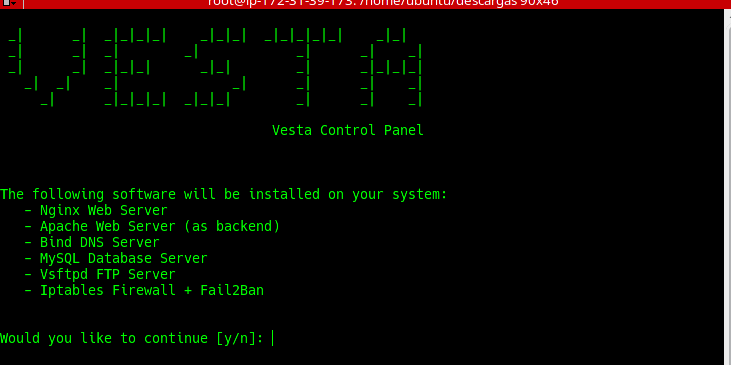 root@ip-172-31-39-173: /home/ubuntu/descargas 90x46
_|      _|  _|_|_|_|    _|_|_|  _|_|_|_|_|    _|_|
_|      _|  _|        _|            _|      _|    _|
_|      _|  _|_|_|      _|_|        _|      _|_|_|_|
  _|  _|    _|              _|      _|      _|    _|
    _|      _|_|_|_|  _|_|_|        _|      _|    _|
Vesta Control Panel
The following software will be installed on your system:
- Nginx Web Server
- Apache Web Server (as backend)
- Bind DNS Server
- MySQL Database Server
- Vsftpd FTP Server
- Iptables Firewall + Fail2Ban
Would you like to continue [y/n]: